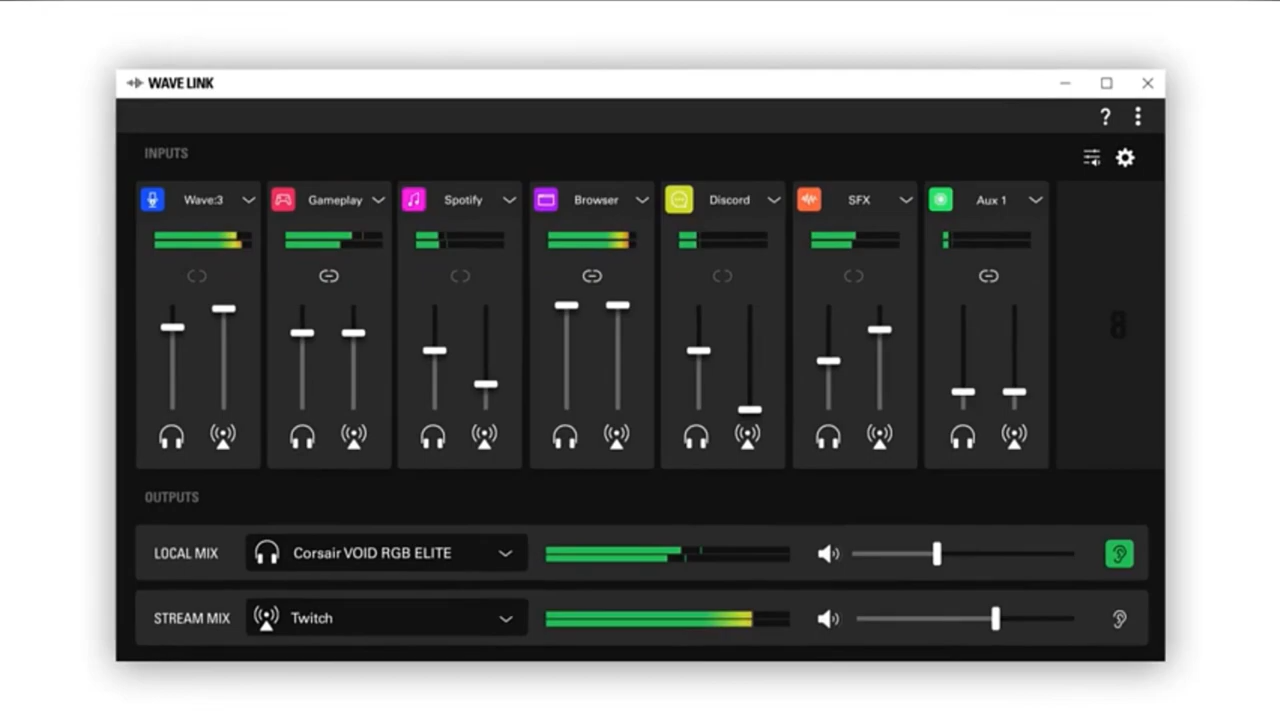 WAVE LINK
?
INPUTS
Wave:3 Gameplay Spotify Browser Discord SFX Aux 1
8
OUTPUTS
LOCAL MIX Corsair VOID RGB ELITE
STREAM MIX Twitch